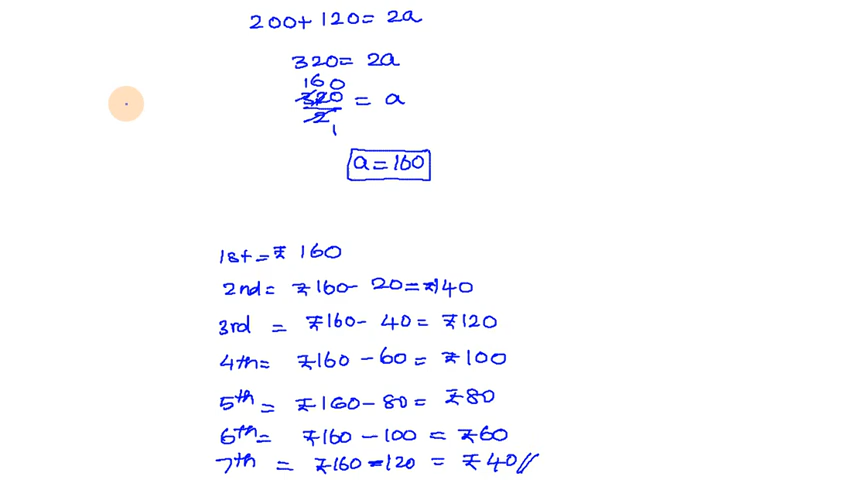 200+ 120= 2a
320= 2a
160
320/2 = a
1
a=160
1st = ₹ 160
2nd= ₹160- 20=₹140
3rd = ₹160- 40= ₹120
4th= ₹160 -60= ₹100
5th = ₹160-80= ₹80
6th= ₹160 -100 = ₹60
7th = ₹160 -120 = ₹40//